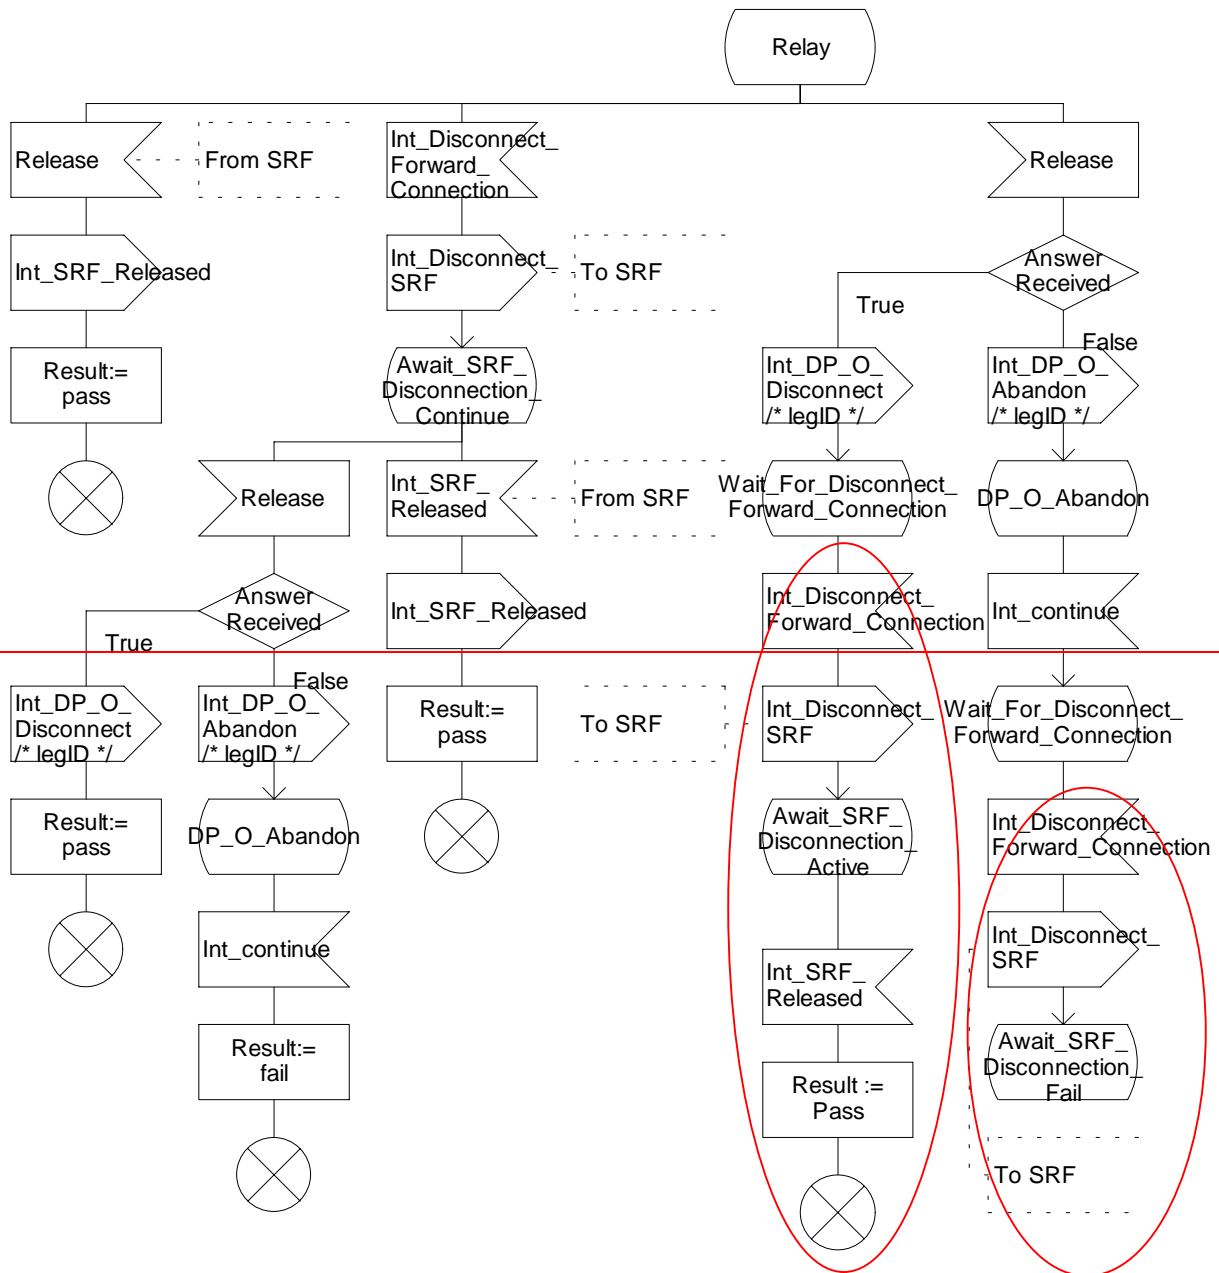 Relay
Release
From SRF
Int_Disconnect_
Forward_
Connection
Release
Int_SRF_Released
Int_Disconnect_
SRF
To SRF
Answer
Received
True
False
Result:=
pass
Await_SRF_
Disconnection_
Continue
Int_DP_O_
Disconnect
/* legID */
Int_DP_O_
Abandon
/* legID */
Release
Int_SRF_
Released
From SRF
Wait_For_Disconnect_
Forward_Connection
DP_O_Abandon
Answer
Received
True
False
Int_SRF_Released
Int_Disconnect_
Forward_Connection
Int_continue
Int_DP_O_
Disconnect
/* legID */
Int_DP_O_
Abandon
/* legID */
Result:=
pass
To SRF
Int_Disconnect_
SRF
Wait_For_Disconnect_
Forward_Connection
Result:=
pass
DP_O_Abandon
Await_SRF_
Disconnection_
Active
Int_Disconnect_
Forward_Connection
Int_continue
Int_SRF_
Released
Int_Disconnect_
SRF
Result:=
fail
Result :=
Pass
Await_SRF_
Disconnection_
Fail
To SRF